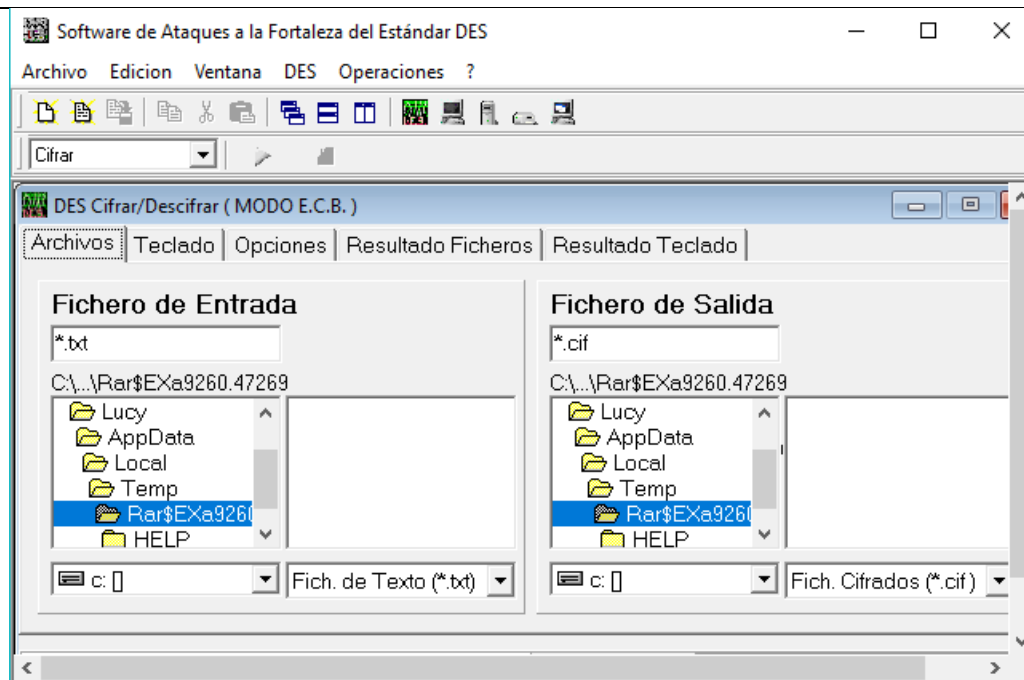 Software de Ataques a la Fortaleza del Estándar DES
Archivo Edicion Ventana DES Operaciones ?
Cifrar
DES Cifrar/Descifrar ( MODO E.C.B. )
Archivos Teclado Opciones Resultado Ficheros Resultado Teclado
Fichero de Entrada
*.txt
C:\...\Rar$EXa9260.47269
Lucy
AppData
Local
Temp
Rar$EXa9260
HELP
c: []
Fich. de Texto (*.txt)
Fichero de Salida
*.cif
C:\...\Rar$EXa9260.47269
Lucy
AppData
Local
Temp
Rar$EXa9260
HELP
c: []
Fich. Cifrados (*.cif)